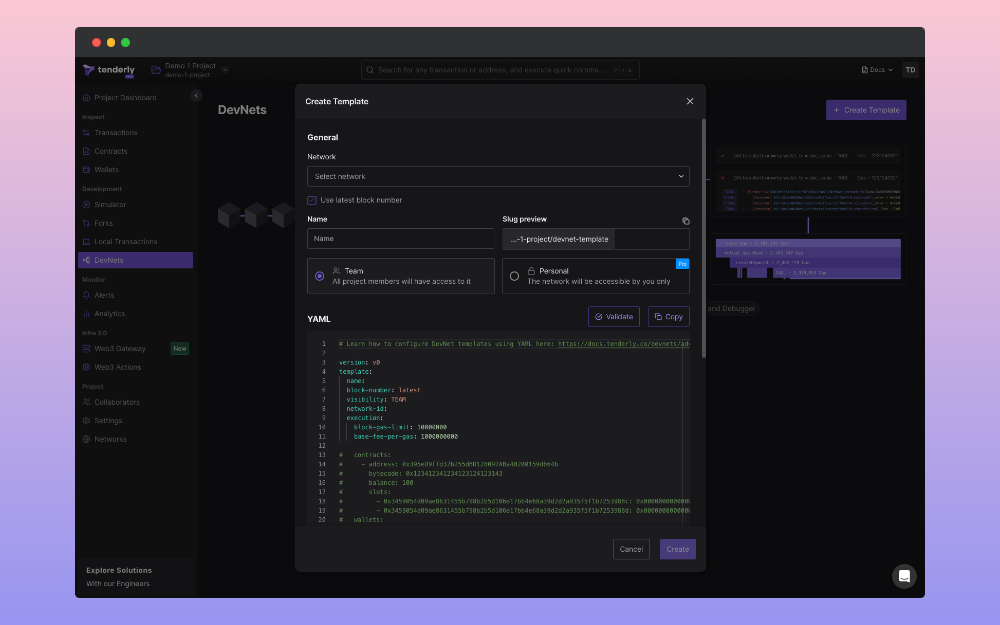 tenderly
PRO
Demo 1 Project
demo-1-project
Search for any transaction or address, and execute quick comma...
Docs
TD
Project Dashboard
Inspect
Transactions
Contracts
Wallets
Development
Simulator
Forks
Local Transactions
DevNets
Monitor
Alerts
Analytics
Infra 3.0
Web3 Gateway
New
Web3 Actions
Project
Collaborators
Settings
Networks
Explore Solutions
With our Engineers
DevNets
+ Create Template
and Debugger
Create Template
General
Network
Select network
Use latest block number
Name
Name
Slug preview
...-1-project/devnet-template
Team
All project members will have access to it
Personal
The network will be accessible by you only
Pro
YAML
Validate
Copy
1 # Learn how to configure DevNet templates using YAML here: https://docs.tenderly.co/devnets/adv
2
3 version: v0
4 template:
5 name:
6 block-number: latest
7 visibility: TEAM
8 network-id:
9 execution:
10 block-gas-limit: 10000000
11 base-fee-per-gas: 1000000000
12
13 # contracts:
14 # - address:
15 # bytecode: 0x123412341234123124123143
16 # balance: 100
17 # slots:
18 #
19 #
20 # wallets:
Cancel
Create